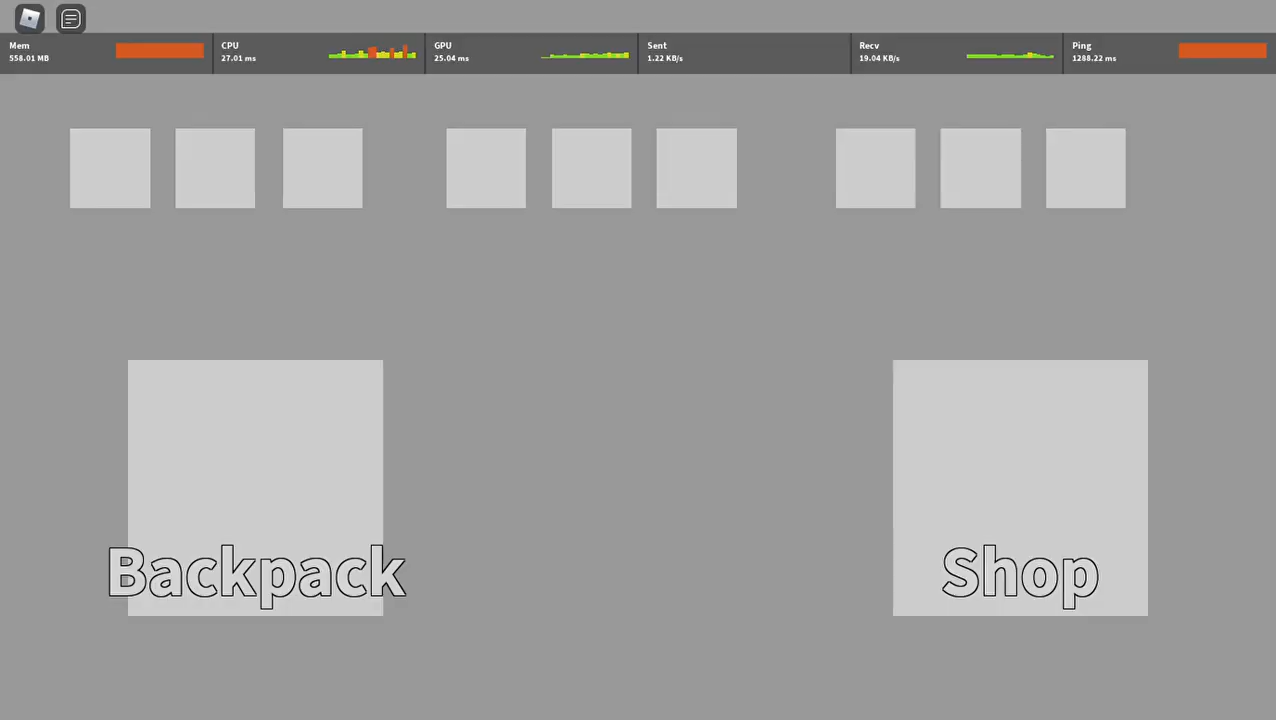 Mem
558.01 MB
CPU
27.01 ms
GPU
25.04 ms
Sent
1.22 KB/s
Recv
19.04 KB/s
Ping
1288.22 ms
Backpack
Shop